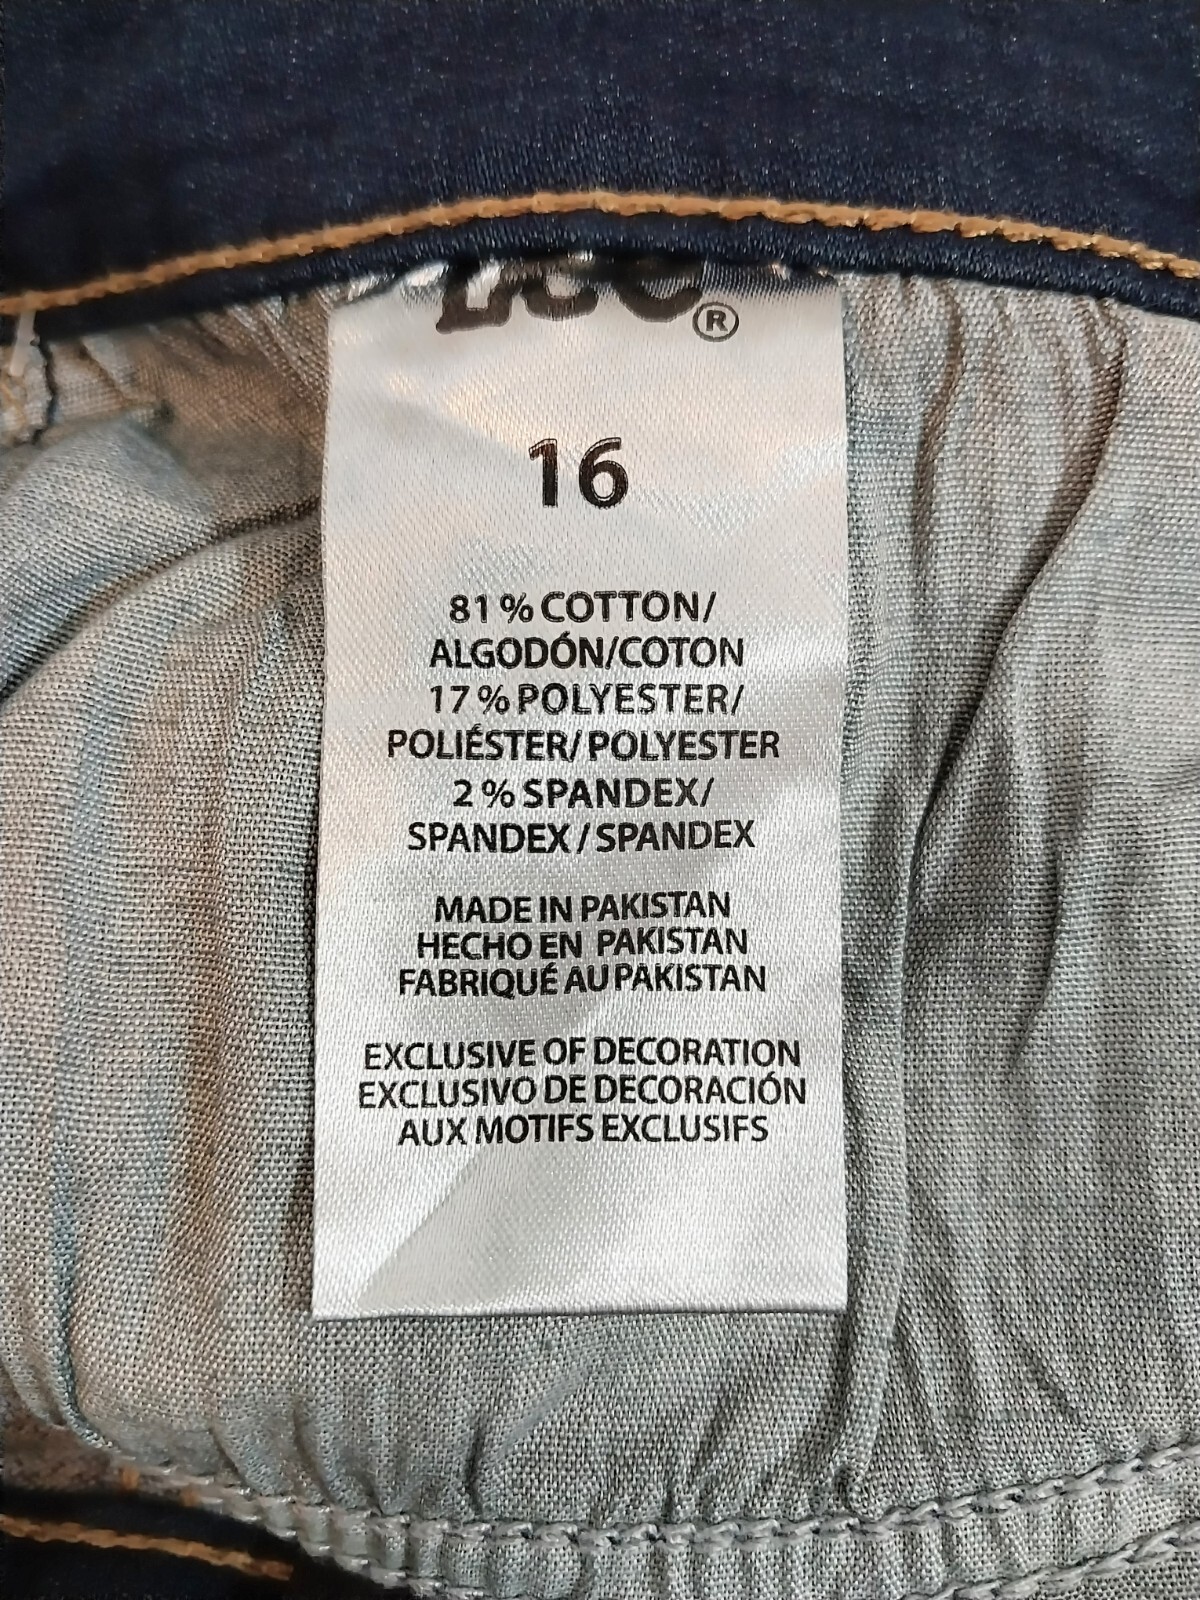 Lee®
16
81% COTTON/
ALGODÓN/COTON
17% POLYESTER/
POLIÉSTER/POLYESTER
2% SPANDEX/
SPANDEX/SPANDEX
MADE IN PAKISTAN
HECHO EN PAKISTAN
FABRIQUÉ AU PAKISTAN
EXCLUSIVE OF DECORATION
EXCLUSIVO DE DECORACIÓN
AUX MOTIFS EXCLUSIFS